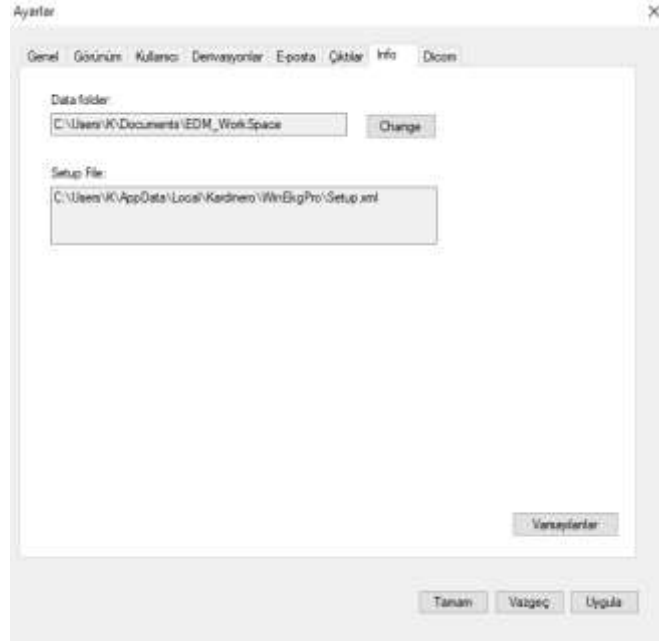 Ayarlar
Genel Görünüm Kullanıcı Derivasyonlar E-posta Çıktılar Info Dicom
Data folder:
C:\Users\K\Documents\EDM_WorkSpace
Change
Setup File:
C:\Users\K\AppData\Local\Kardinero\WinEkgPro\Setup.xml
Varsayılanlar
Tamam Vazgeç Uygula